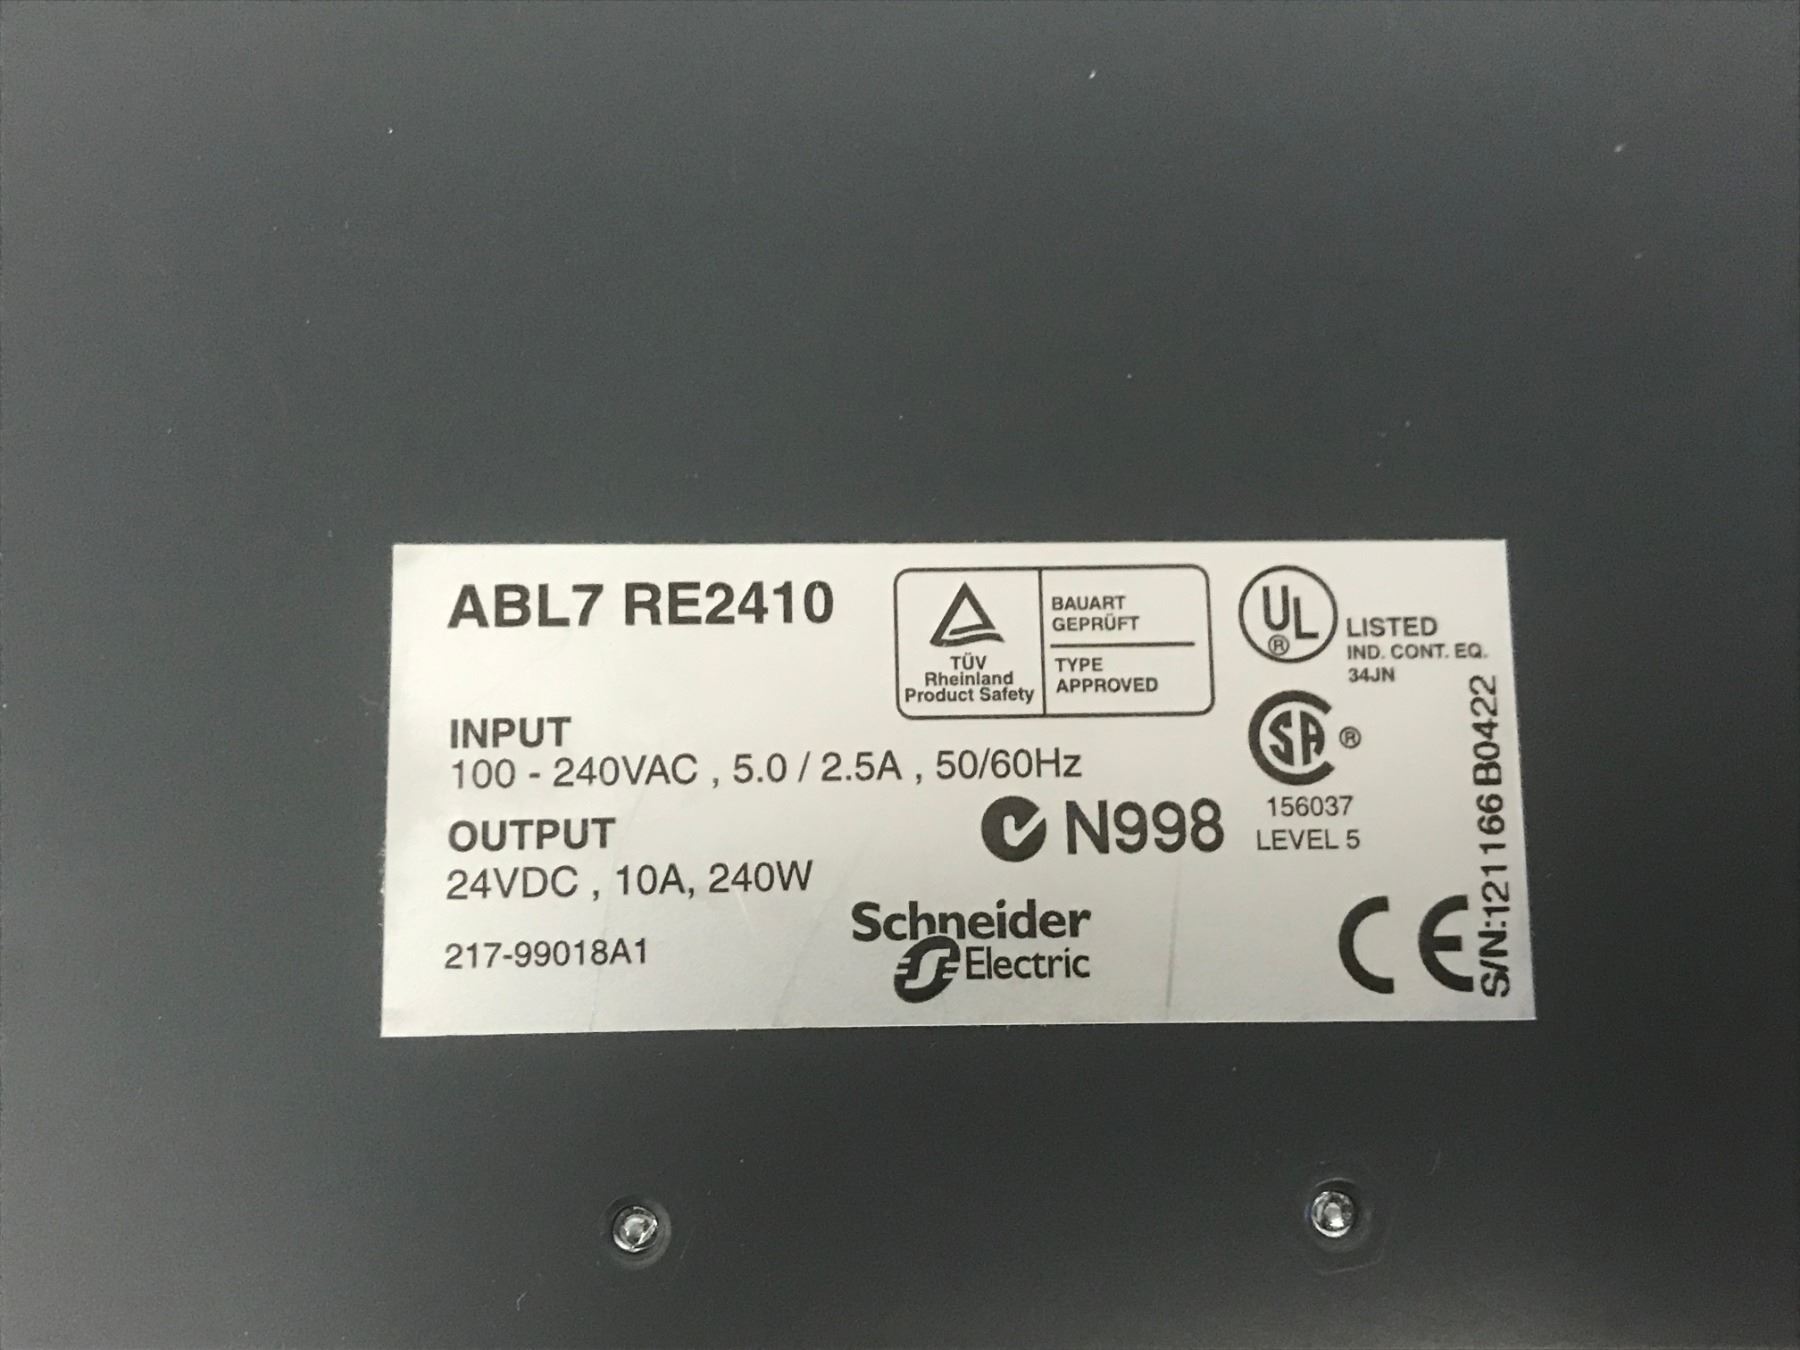 ABL7 RE2410
TÜV
Rheinland
Product Safety
BAUART
GEPRÜFT
TYPE
APPROVED
UL
®
LISTED
IND. CONT. EQ.
34JN
INPUT
100 - 240VAC , 5.0 / 2.5A , 50/60Hz
SA ®
156037
LEVEL 5
OUTPUT
24VDC , 10A, 240W
N998
217-99018A1
Schneider
Electric
CE
S/N:121166B0422